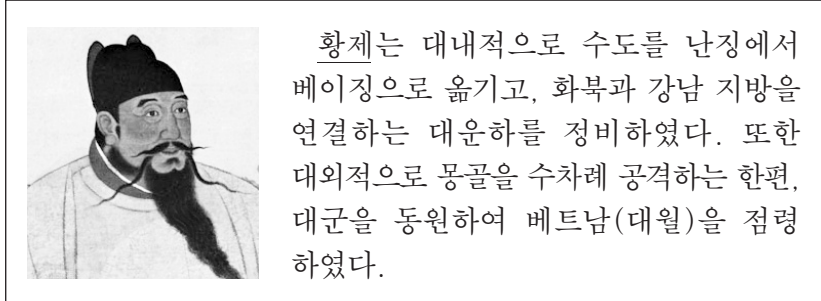 황제는 대내적으로 수도를 난징에서
베이징으로 옮기고, 화북과 강남 지방을
연결하는 대운하를 정비하였다. 또한
대외적으로 몽골을 수차례 공격하는 한편,
대군을 동원하여 베트남(대월)을 점령
하였다.